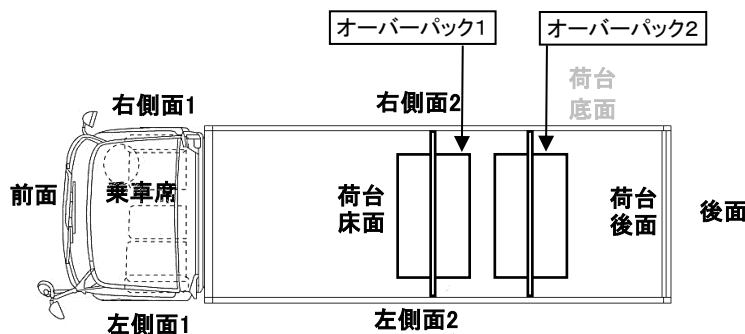 オーバーパック1
オーバーパック2
荷台
底面
右側面1
右側面2
前面
乗車席
荷台
床面
荷台
後面
後面
左側面1
左側面2